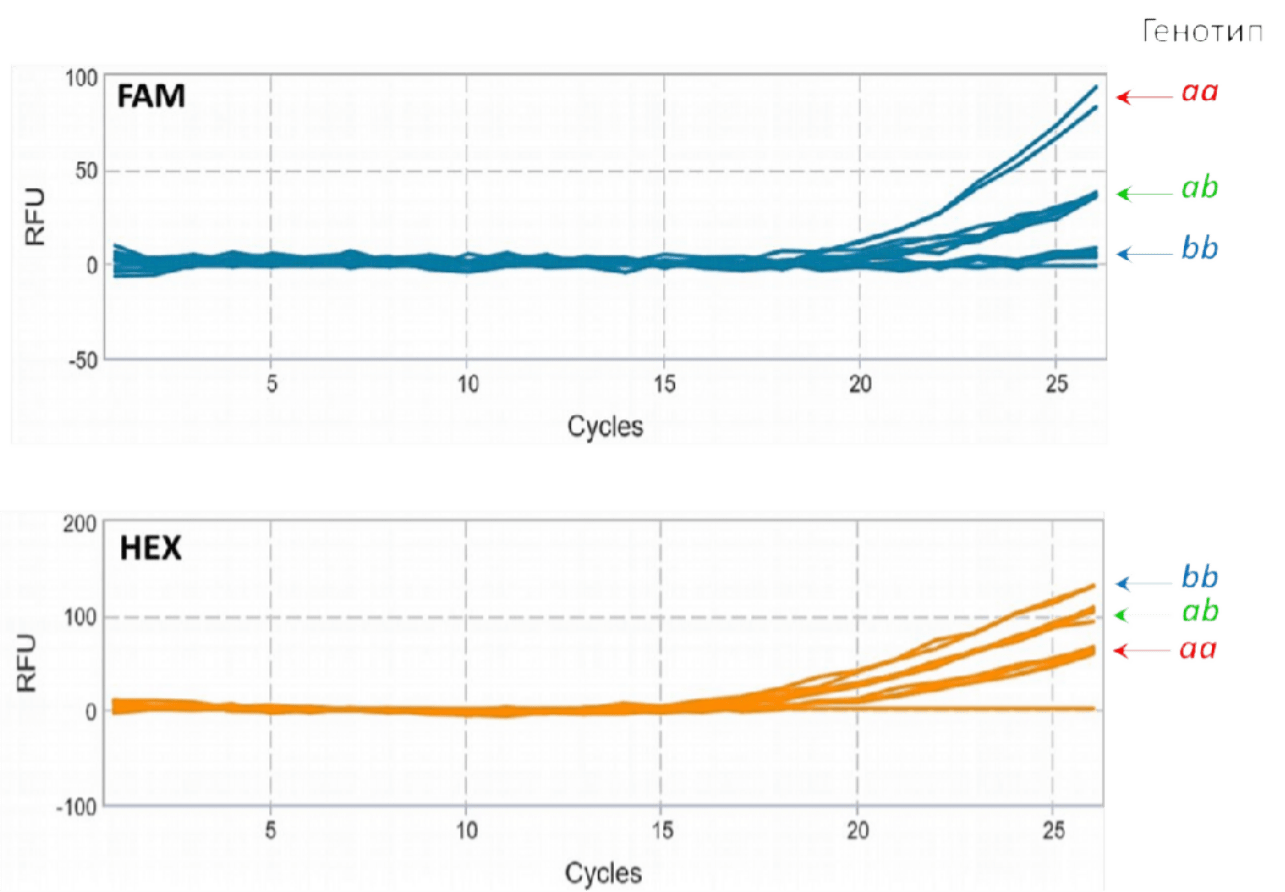 Генотип
FAM
100
50
0
-50
RFU
5 10 15 20 25
Cycles
aa
ab
bb
HEX
200
100
0
-100
RFU
5 10 15 20 25
Cycles
bb
ab
aa